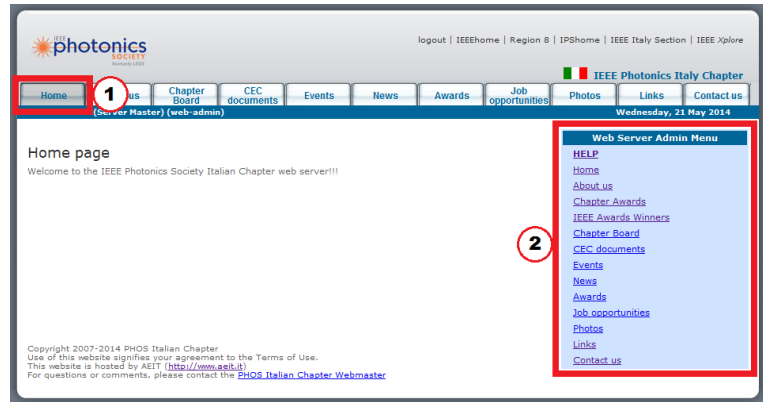 IEEE
photonics
SOCIETY
formerly LEOS
logout | IEEEhome | Region 8 | IPShome | IEEE Italy Section | IEEE Xplore
IEEE Photonics Italy Chapter
Home
1
us
Chapter Board
CEC documents
Events
News
Awards
Job opportunities
Photos
Links
Contact us
(Server Master) (web-admin)
Wednesday, 21 May 2014
Home page
Welcome to the IEEE Photonics Society Italian Chapter web server!!!
2
Web Server Admin Menu
HELP
Home
About us
Chapter Awards
IEEE Awards Winners
Chapter Board
CEC documents
Events
News
Awards
Job opportunities
Photos
Links
Contact us
Copyright 2007-2014 PHOS Italian Chapter
Use of this website signifies your agreement to the Terms of Use.
This website is hosted by AEIT (http://www.aeit.it)
For questions or comments, please contact the PHOS Italian Chapter Webmaster